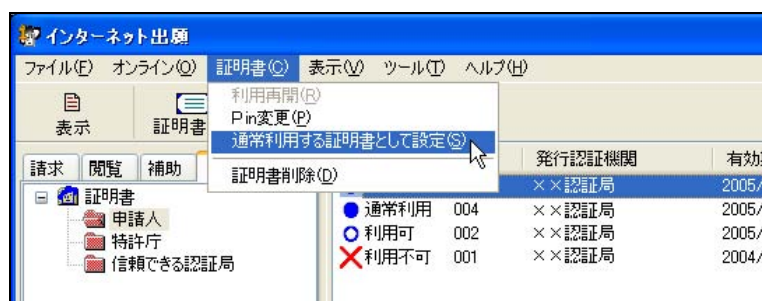 インターネット出願
ファイル(F) オンライン(O) 証明書(C) 表示(V) ツール(T) ヘルプ(H)
利用再開(R)
Pin変更(P)
通常利用する証明書として設定(S)
証明書削除(D)
表示 証明書
請求 閲覧 補助
発行認証機関
××認証局 2005/
通常利用 004 ××認証局 2005/
利用可 002 ××認証局 2005/
利用不可 001 ××認証局 2004/
証明書
申請人
特許庁
信頼できる認証局